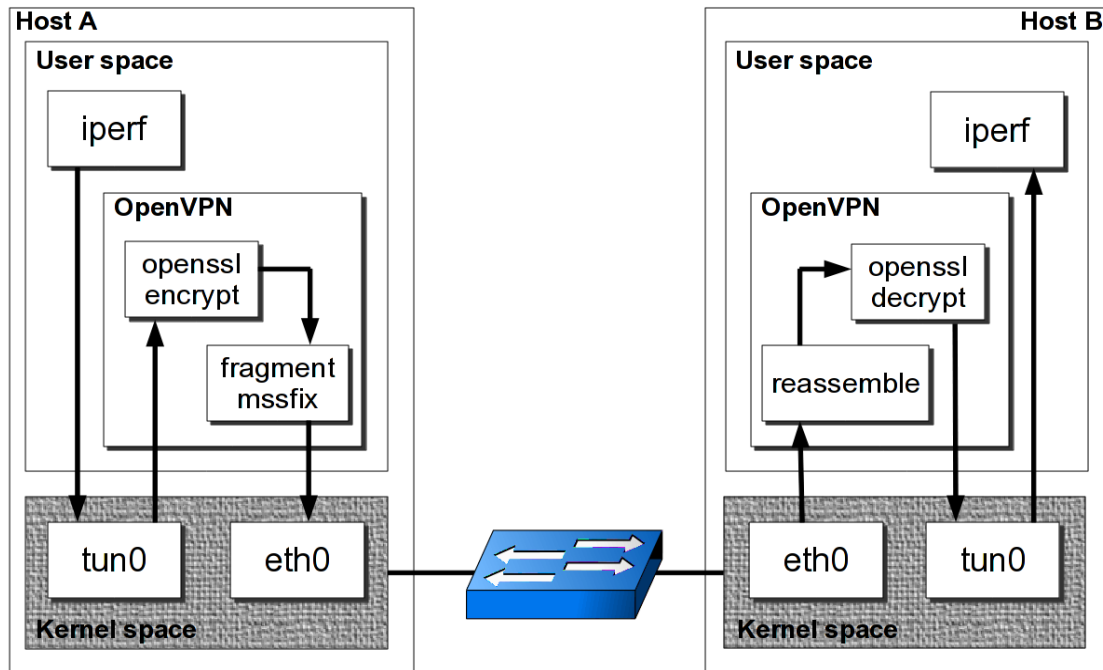 Host A
User space
iperf
OpenVPN
openssl
encrypt
fragment
mssfix
tun0
eth0
Kernel space
Host B
User space
iperf
OpenVPN
openssl
decrypt
reassemble
eth0
tun0
Kernel space